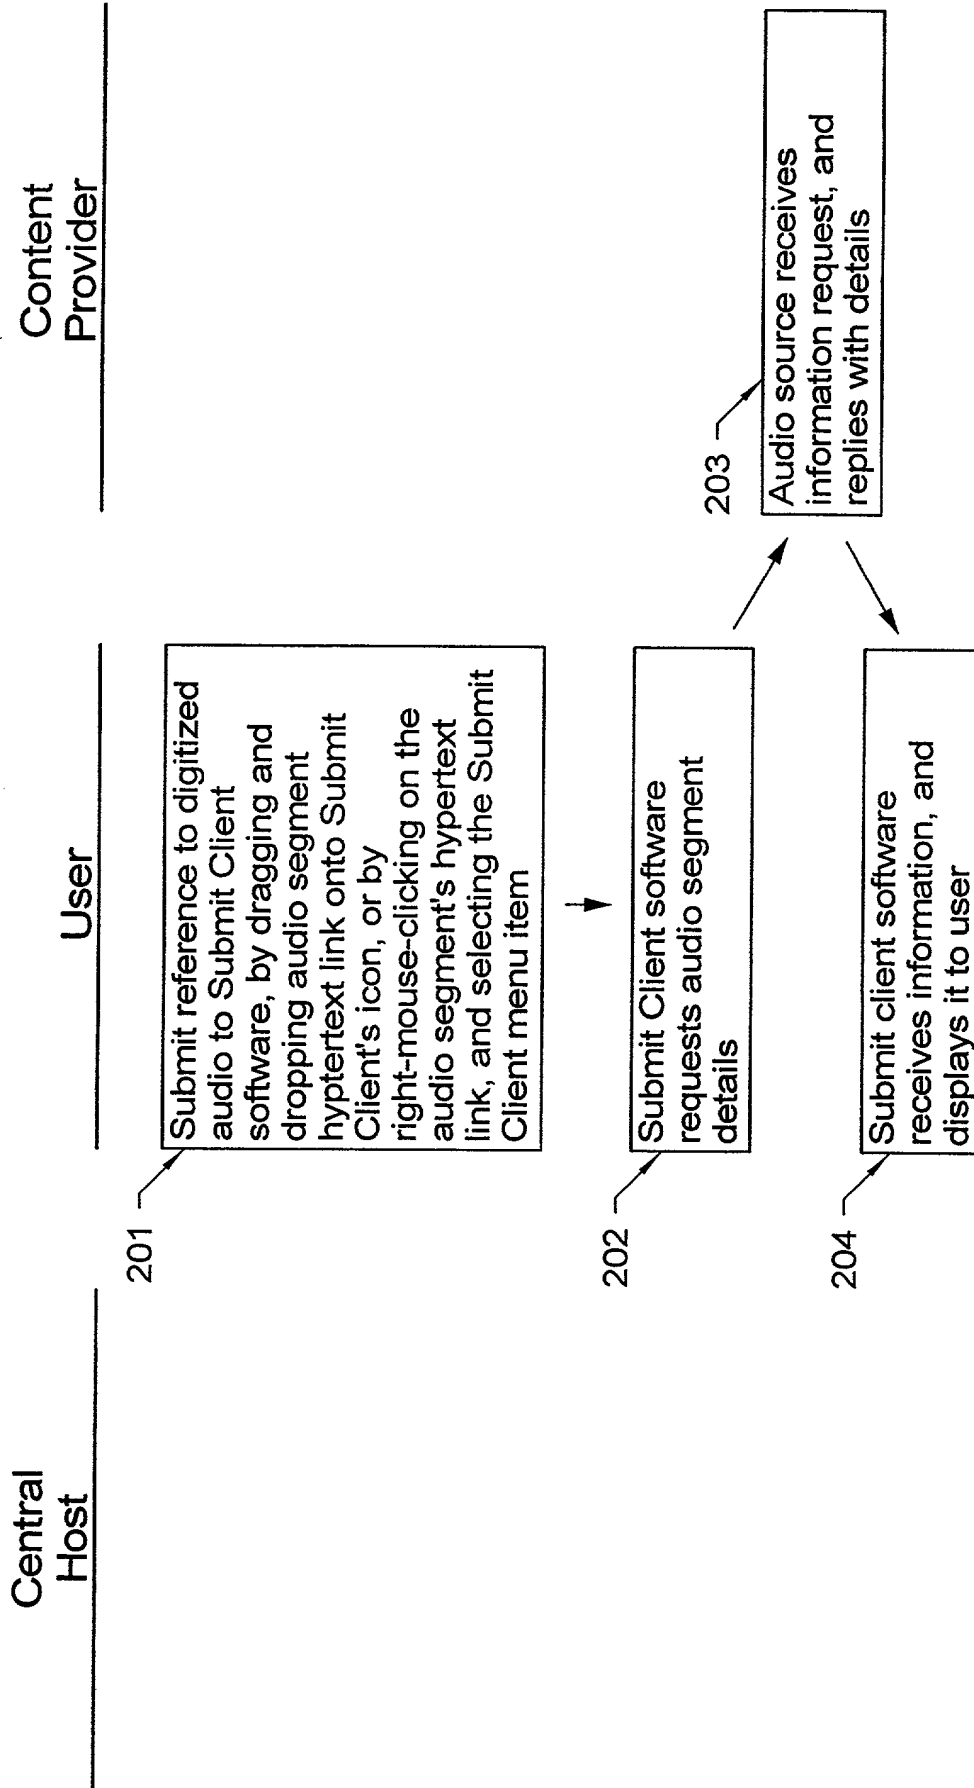 Central
Host
User
Content
Provider
201
Submit reference to digitized
audio to Submit Client
software, by dragging and
dropping audio segment
hyptertext link onto Submit
Client's icon, or by
right-mouse-clicking on the
audio segment's hypertext
link, and selecting the Submit
Client menu item
202
Submit Client software
requests audio segment
details
203
Audio source receives
information request, and
replies with details
204
Submit client software
receives information, and
displays it to user